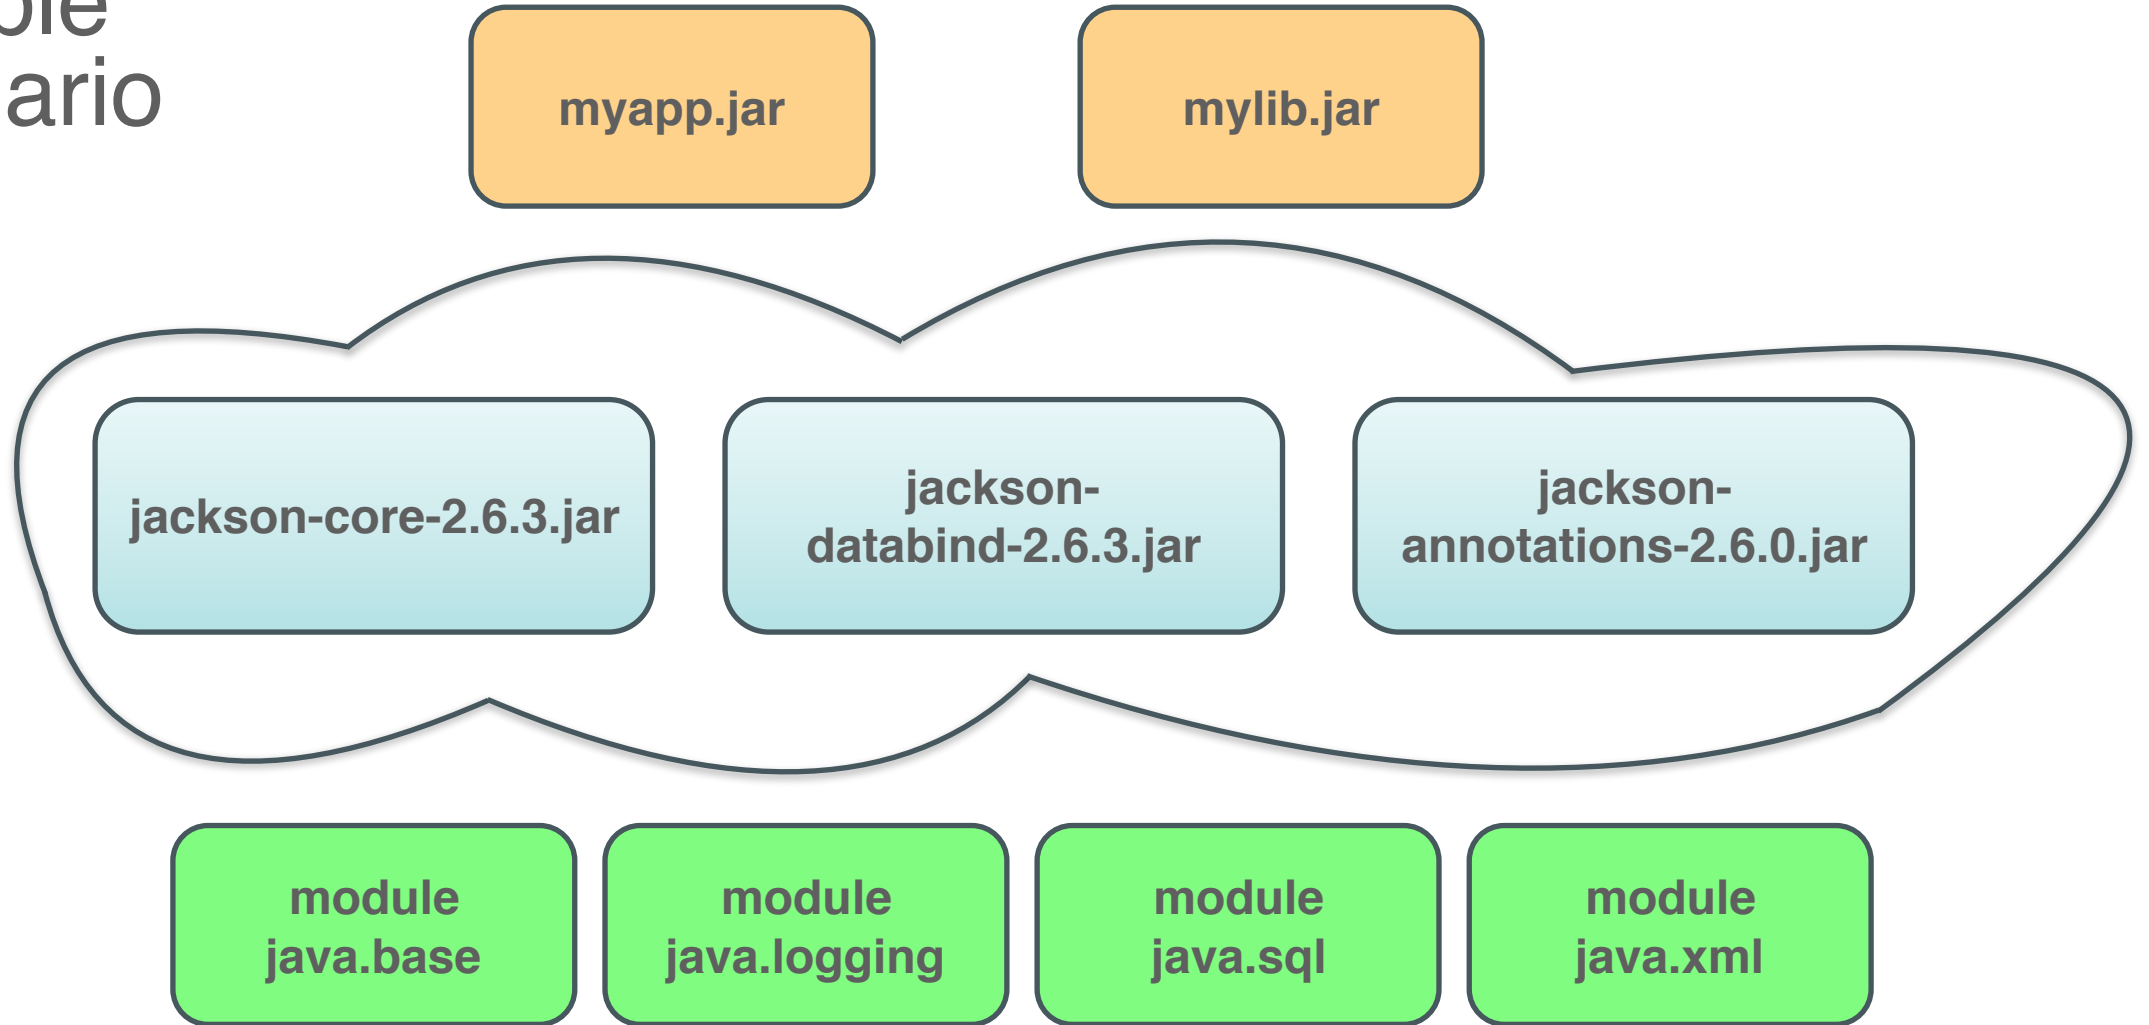 ario
myapp.jar
mylib.jar
jackson-core-2.6.3.jar
jackson-
databind-2.6.3.jar
jackson-
annotations-2.6.0.jar
module
java.base
module
java.logging
module
java.sql
module
java.xml